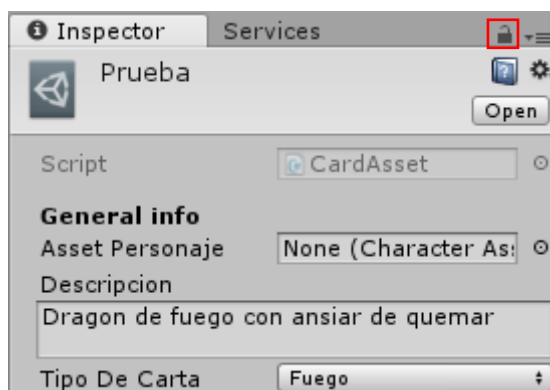 Inspector Services
Prueba
Open
Script CardAsset
General info
Asset Personaje None (Character As:
Descripcion
Dragon de fuego con ansiar de quemar
Tipo De Carta Fuego